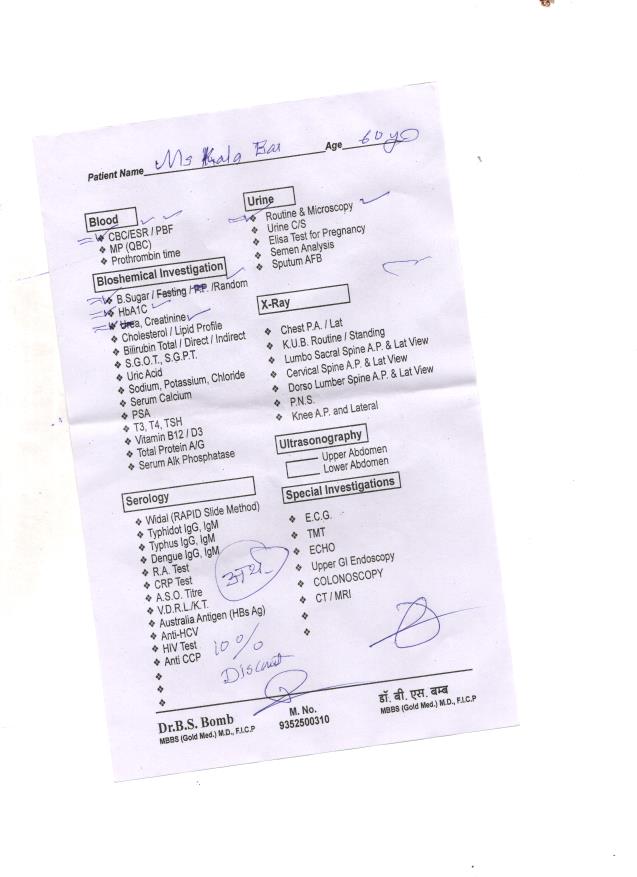 Patient Name Ms Kala Bai Age 60 y
Blood
CBC/ESR / PBF
MP (QBC)
Prothrombin time
Bioshemical Investigation
B.Sugar / Fasting / P.P. /Random
HbA1C
Urea, Creatinine
Cholesterol / Lipid Profile
Bilirubin Total / Direct / Indirect
S.G.O.T., S.G.P.T.
Uric Acid
Sodium, Potassium, Chloride
Serum Calcium
PSA
T3, T4, TSH
Vitamin B12 / D3
Total Protein A/G
Serum Alk Phosphatase
Serology
Widal (RAPID Slide Method)
Typhidot IgG, IgM
Typhus IgG, IgM
Dengue IgG, IgM
R.A. Test
CRP Test
A.S.O. Titre
V.D.R.L./K.T.
Australia Antigen (HBs Ag)
Anti-HCV
HIV Test
Anti CCP
10%
Discount
Urine
Routine & Microscopy
Urine C/S
Elisa Test for Pregnancy
Semen Analysis
Sputum AFB
X-Ray
Chest P.A. / Lat
K.U.B. Routine / Standing
Lumbo Sacral Spine A.P. & Lat View
Cervical Spine A.P. & Lat View
Dorso Lumber Spine A.P. & Lat View
P.N.S.
Knee A.P. and Lateral
Ultrasonography
Upper Abdomen
Lower Abdomen
Special Investigations
E.C.G.
TMT
ECHO
Upper GI Endoscopy
COLONOSCOPY
CT / MRI
Dr.B.S. Bomb
MBBS (Gold Med.) M.D., F.I.C.P
M. No.
9352500310
डॉ. बी. एस. बम्ब
MBBS (Gold Med.) M.D., F.I.C.P